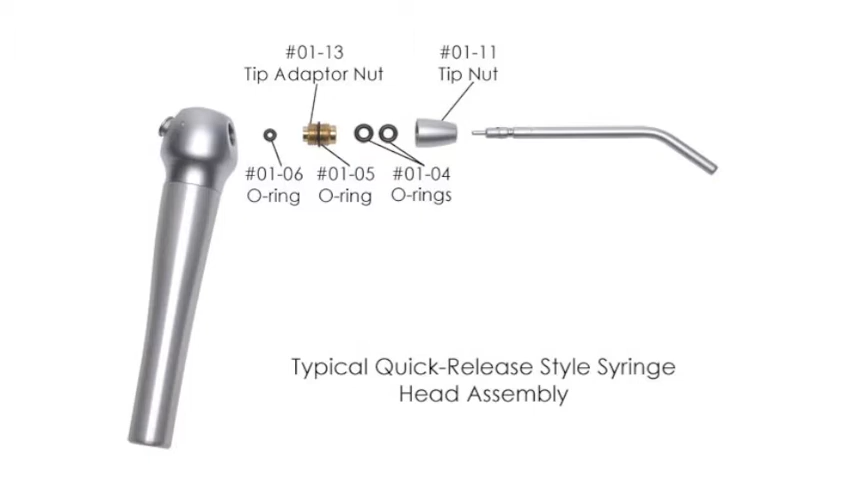 #01-13
Tip Adaptor Nut
#01-11
Tip Nut
#01-06
O-ring
#01-05
O-ring
#01-04
O-rings
Typical Quick-Release Style Syringe
Head Assembly